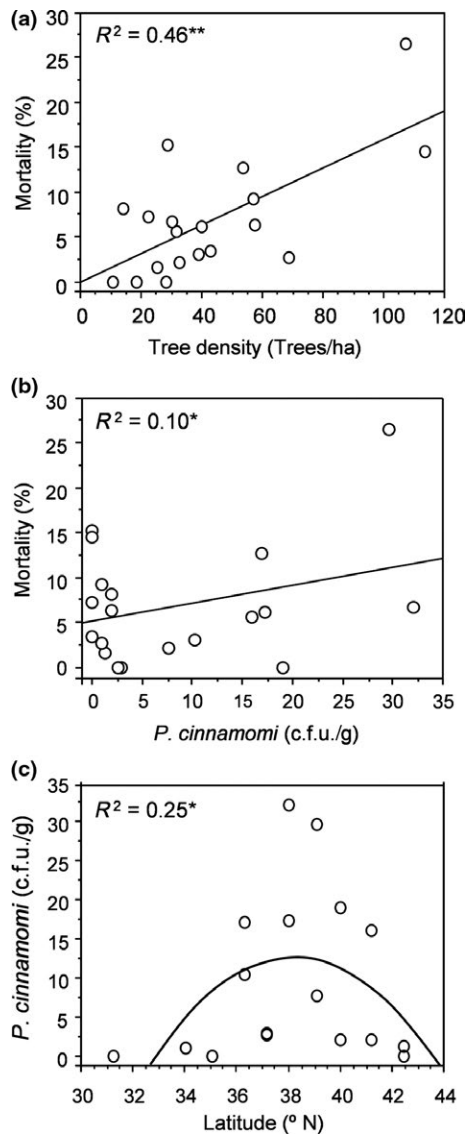 (a)
R² = 0.46**
30
25
20
15
10
5
0
Mortality (%)
0 20 40 60 80 100 120
Tree density (Trees/ha)
(b)
R² = 0.10*
30
25
20
15
10
5
0
Mortality (%)
0 5 10 15 20 25 30 35
P. cinnamomi (c.f.u./g)
(c)
R² = 0.25*
35
30
25
20
15
10
5
0
P. cinnamomi (c.f.u./g)
30 32 34 36 38 40 42 44
Latitude (° N)